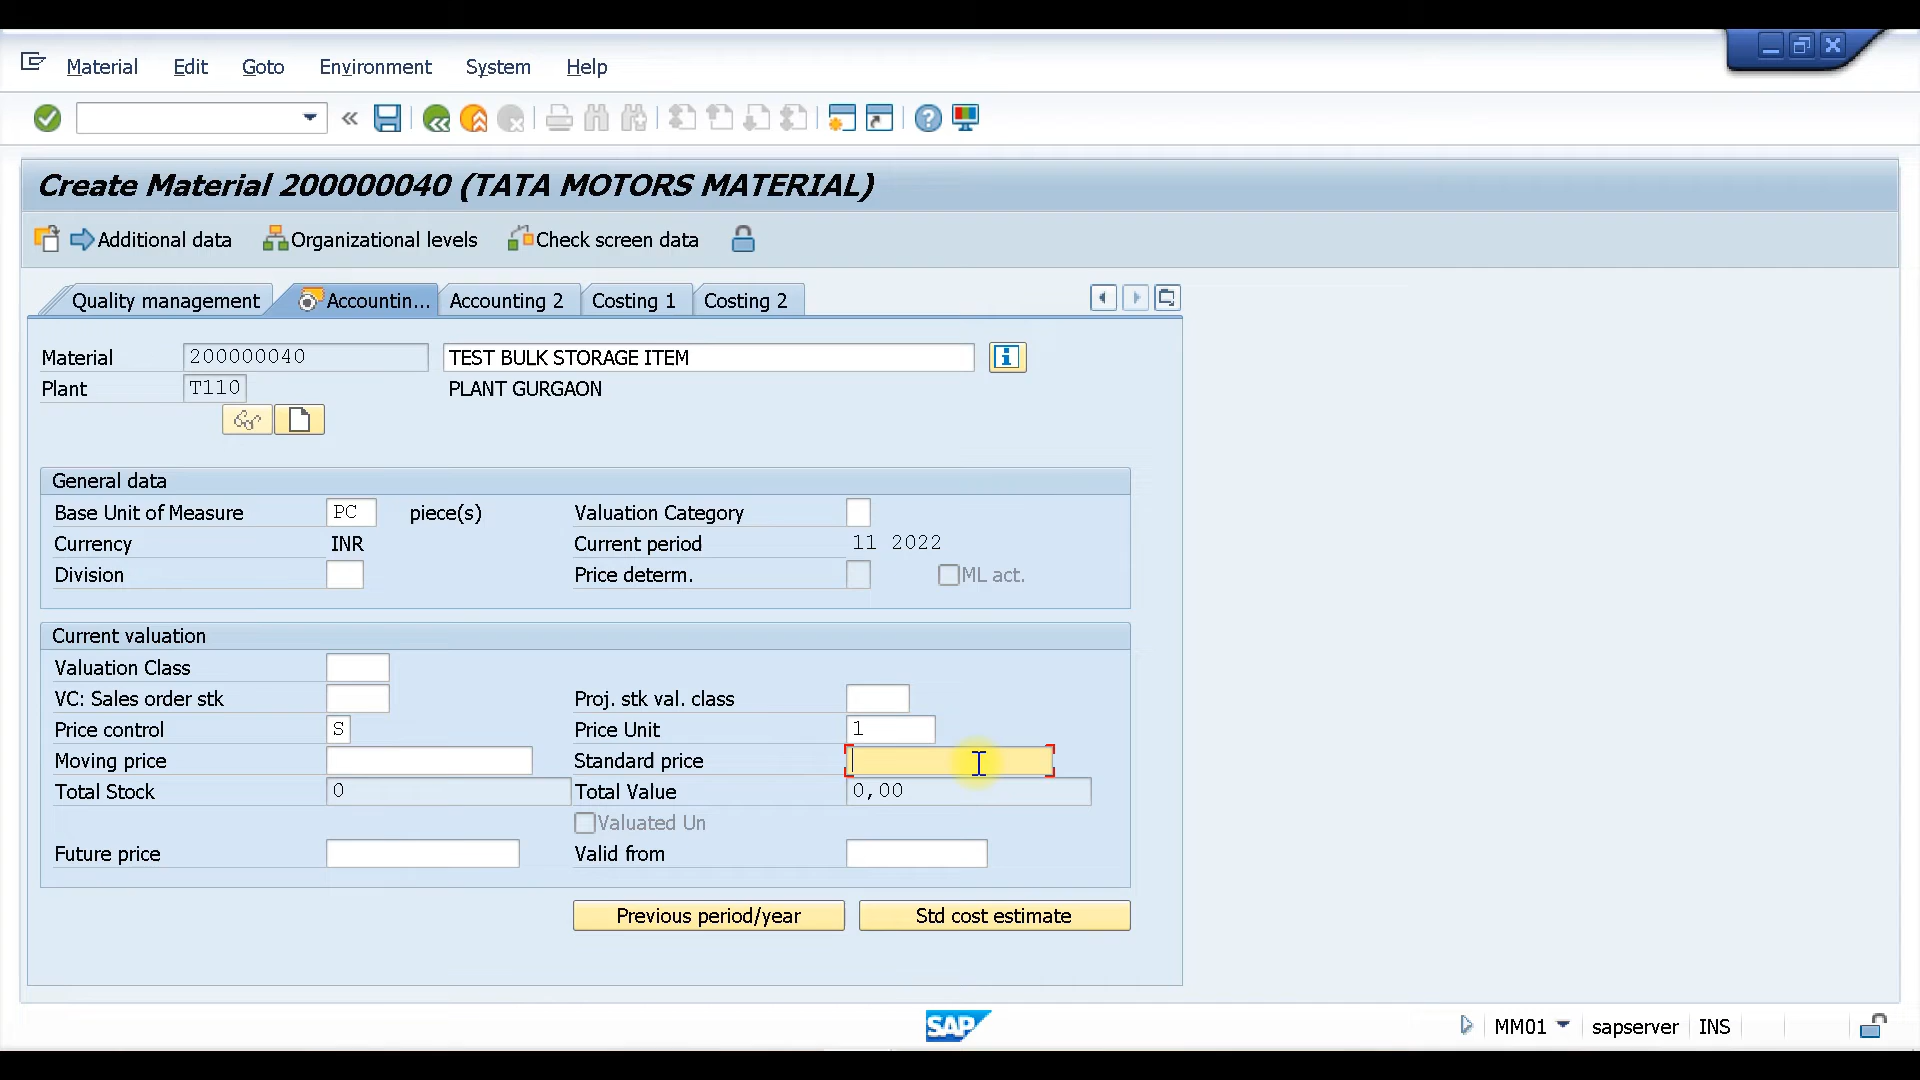 Material Edit Goto Environment System Help
Create Material 200000040 (TATA MOTORS MATERIAL)
Additional data Organizational levels Check screen data
Quality management Accountin... Accounting 2 Costing 1 Costing 2
Material 200000040 TEST BULK STORAGE ITEM
Plant T110 PLANT GURGAON
General data
Base Unit of Measure PC piece(s) Valuation Category
Currency INR Current period 11 2022
Division Price determ. ML act.
Current valuation
Valuation Class
VC: Sales order stk Proj. stk val. class
Price control S Price Unit 1
Moving price Standard price
Total Stock 0 Total Value 0,00
Valuated Un
Future price Valid from
Previous period/year Std cost estimate
SAP MM01 sapserver INS